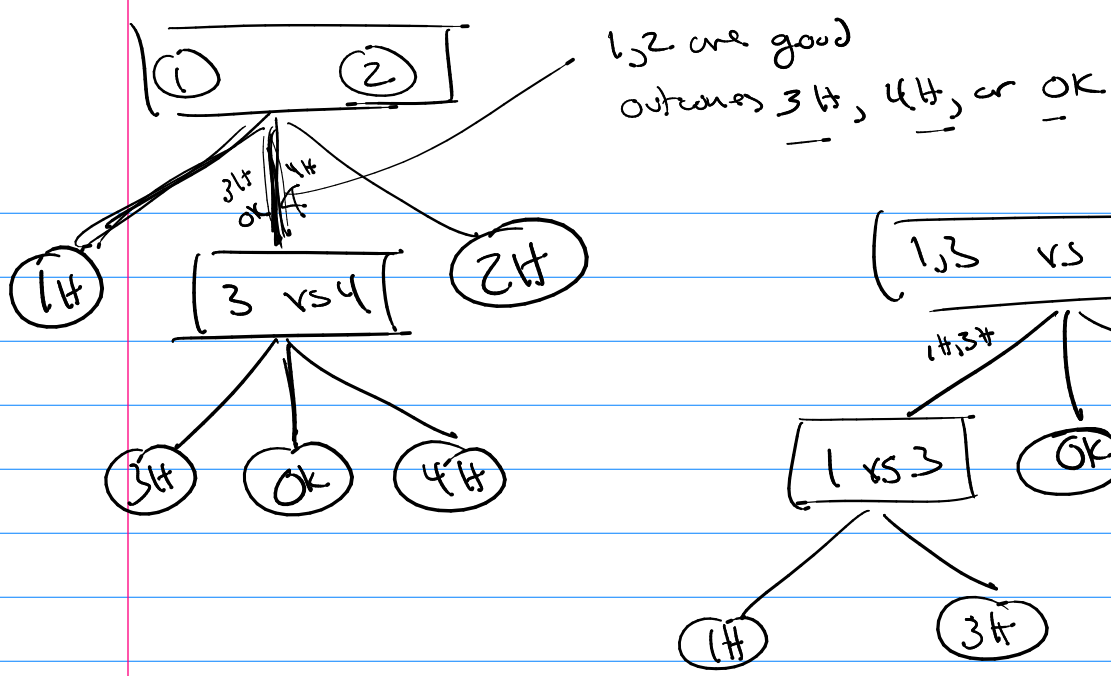 1 2
1,2 are good
outcomes 3H, 4H, or OK
3H 4H
OK
1H
3 vs 4
2H
1,3 vs
1H,3H
3H
OK
4H
1 vs 3
OK
1H
3H